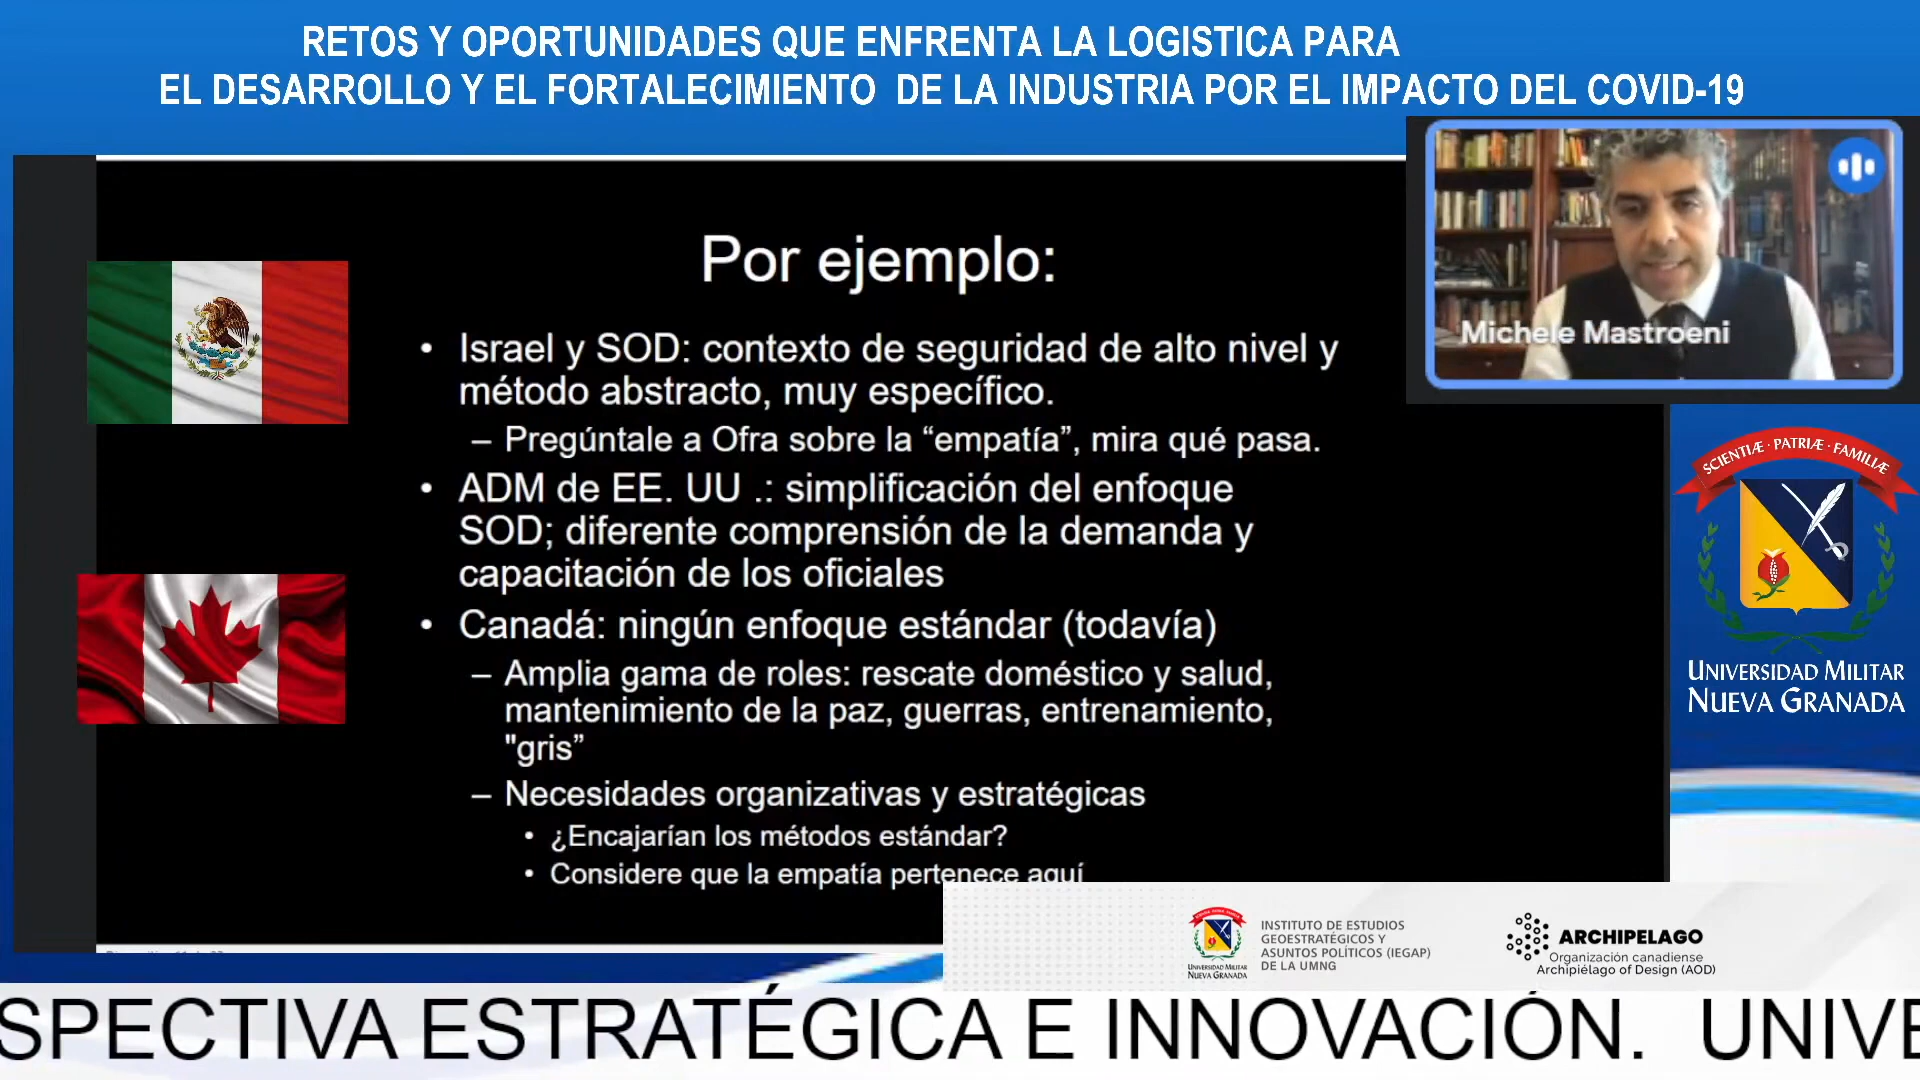 RETOS Y OPORTUNIDADES QUE ENFRENTA LA LOGISTICA PARA
EL DESARROLLO Y EL FORTALECIMIENTO DE LA INDUSTRIA POR EL IMPACTO DEL COVID-19
Michele Mastroeni
Por ejemplo:
• Israel y SOD: contexto de seguridad de alto nivel y
método abstracto, muy específico.
– Pregúntale a Ofra sobre la “empatía”, mira qué pasa.
• ADM de EE. UU .: simplificación del enfoque
SOD; diferente comprensión de la demanda y
capacitación de los oficiales
• Canadá: ningún enfoque estándar (todavía)
– Amplia gama de roles: rescate doméstico y salud,
mantenimiento de la paz, guerras, entrenamiento,
"gris”
– Necesidades organizativas y estratégicas
• ¿Encajarían los métodos estándar?
• Considere que la empatía pertenece aquí
SCIENTIÆ · PATRIÆ · FAMILIÆ
UNIVERSIDAD MILITAR
NUEVA GRANADA
UNIVERSIDAD MILITAR
NUEVA GRANADA
INSTITUTO DE ESTUDIOS
GEOESTRATÉGICOS Y
ASUNTOS POLÍTICOS (IEGAP)
DE LA UMNG
ARCHIPELAGO
Organización canadiense
Archipiélago of Design (AOD)
SPECTIVA ESTRATÉGICA E INNOVACIÓN. UNIVE